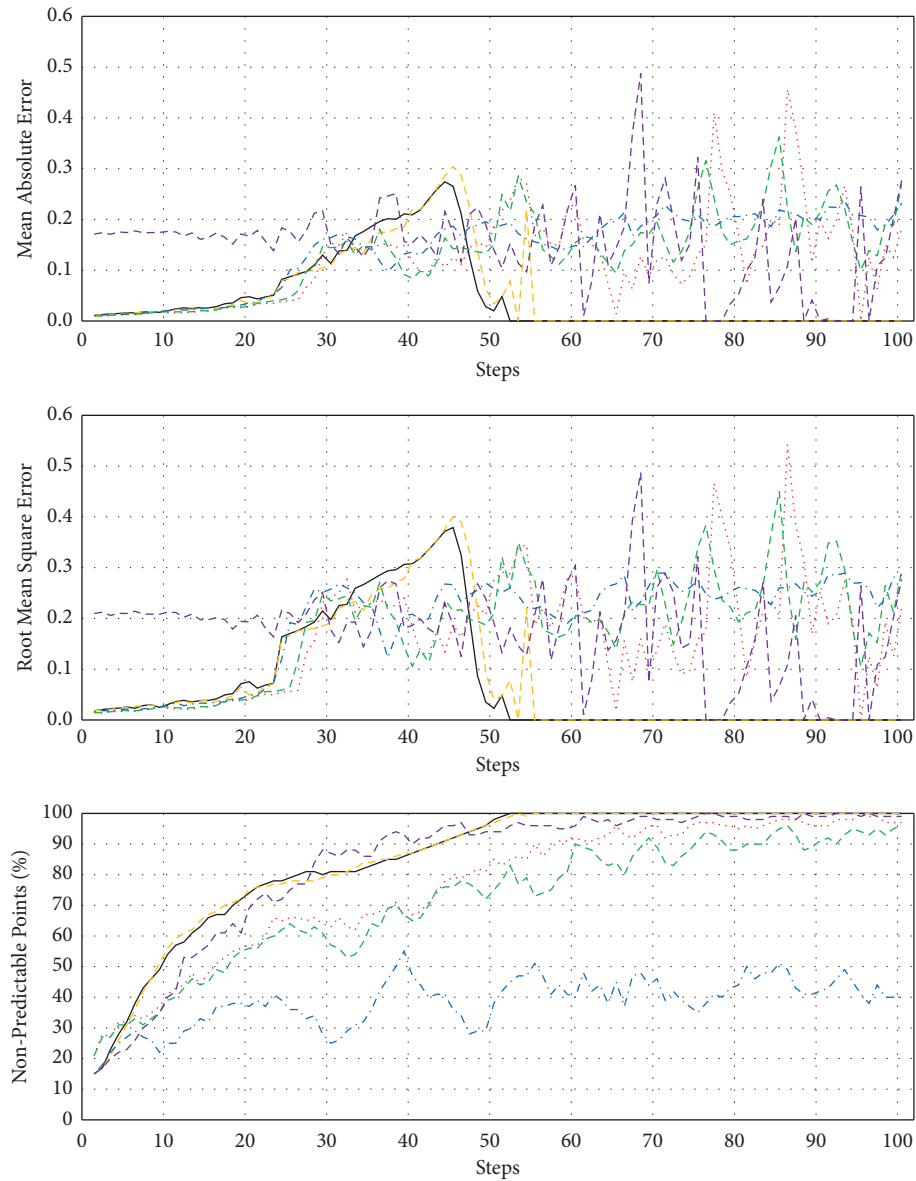 Mean Absolute Error
0.6
0.5
0.4
0.3
0.2
0.1
0.0
0 10 20 30 40 50 60 70 80 90 100
Steps
Root Mean Square Error
0.6
0.5
0.4
0.3
0.2
0.1
0.0
0 10 20 30 40 50 60 70 80 90 100
Steps
Non-Predictable Points (%)
100
90
80
70
60
50
40
30
20
10
0
0 10 20 30 40 50 60 70 80 90 100
Steps